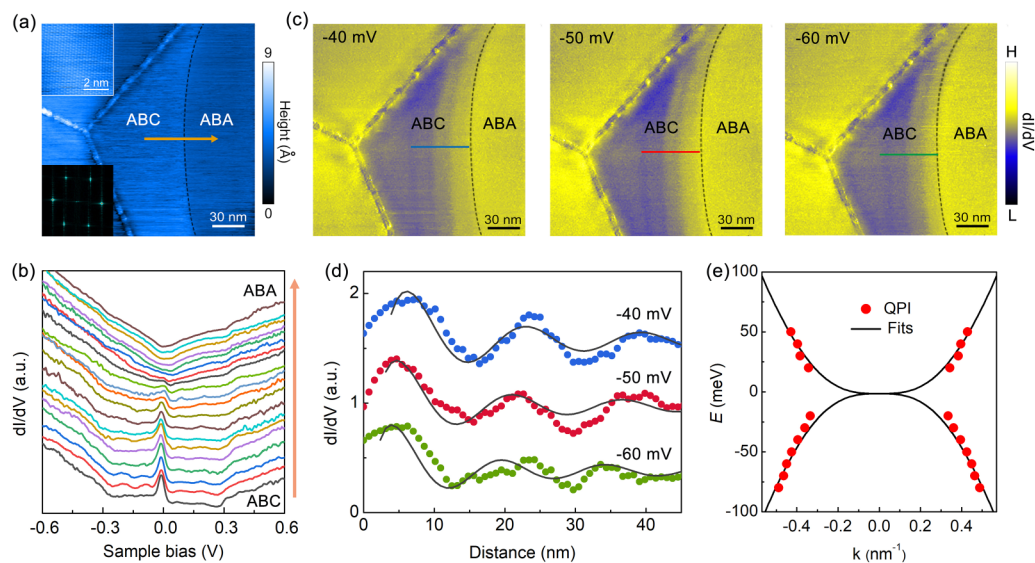 (a)
9
Height (Å)
0
2 nm
ABC
ABA
30 nm
(c)
-40 mV
ABC
ABA
30 nm
-50 mV
ABC
ABA
30 nm
-60 mV
ABC
ABA
30 nm
H
dI/dV
L
(b)
dI/dV (a.u.)
ABA
ABC
-0.6
-0.3
0.0
0.3
0.6
Sample bias (V)
(d)
dI/dV (a.u.)
2
1
0
-40 mV
-50 mV
-60 mV
0
10
20
30
40
Distance (nm)
(e)
E (meV)
100
50
0
-50
-100
QPI
Fits
-0.4
0.0
0.4
k (nm⁻¹)